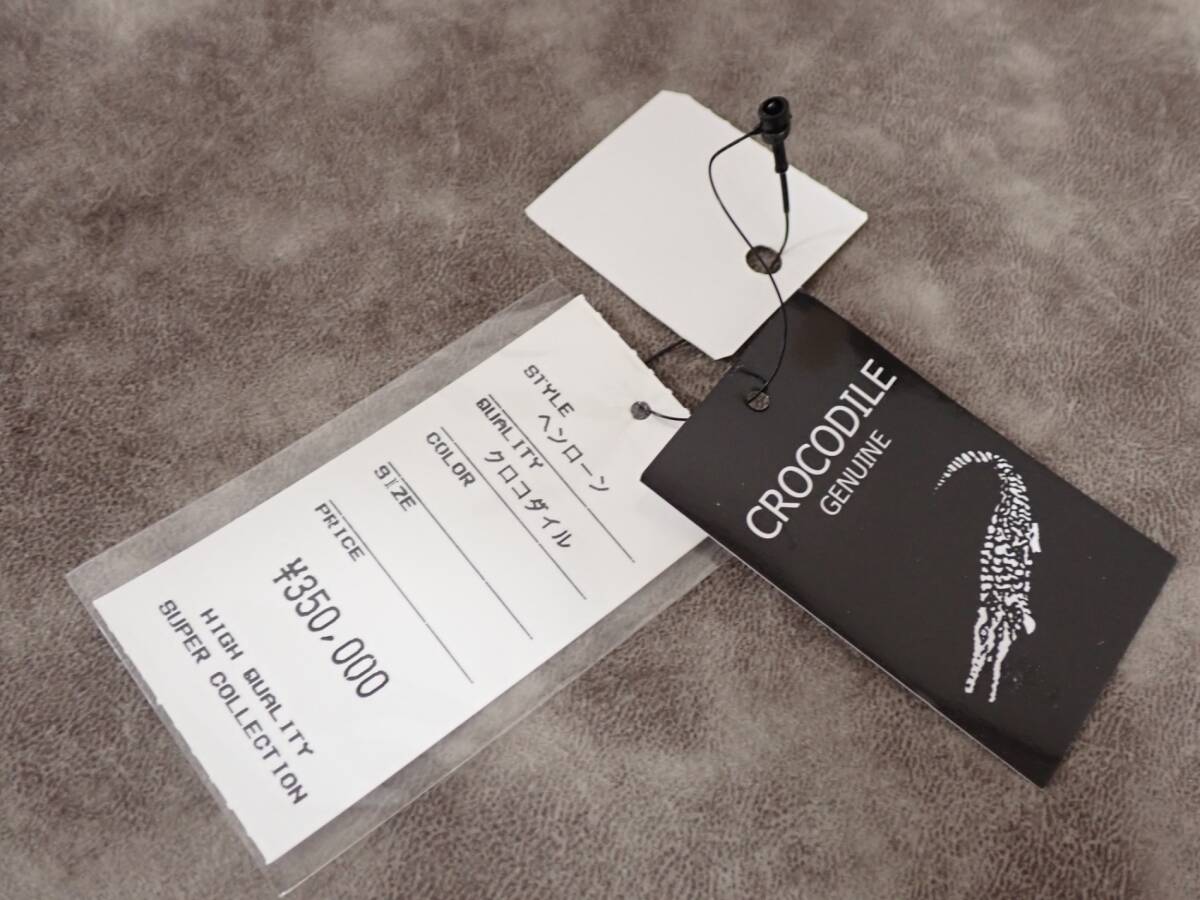 STYLE
ヘンローン
QUALITY
クロコダイル
COLOR
SIZE
PRICE
¥350,000
HIGH QUALITY
SUPER COLLECTION
CROCODILE
GENUINE